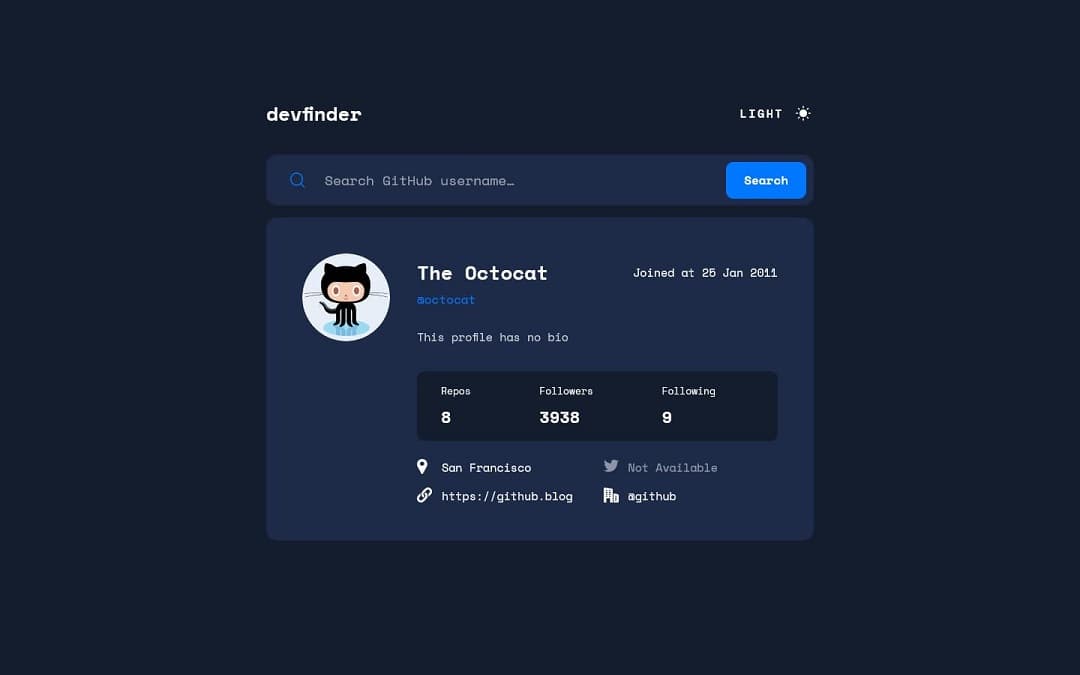 devfinder
LIGHT
Search GitHub username…
Search
The Octocat
Joined at 25 Jan 2011
@octocat
This profile has no bio
Repos Followers Following
8 3938 9
San Francisco
Not Available
https://github.blog
@github